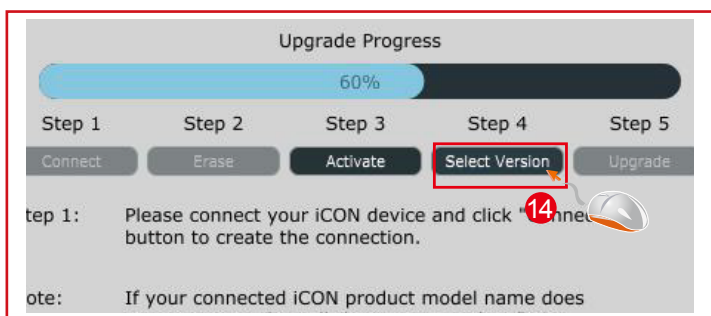 Upgrade Progress
60%
Step 1 Step 2 Step 3 Step 4 Step 5
Connect Erase Activate Select Version Upgrade
tep 1: Please connect your iCON device and click "
14
button to create the connection.
ote: If your connected iCON product model name does